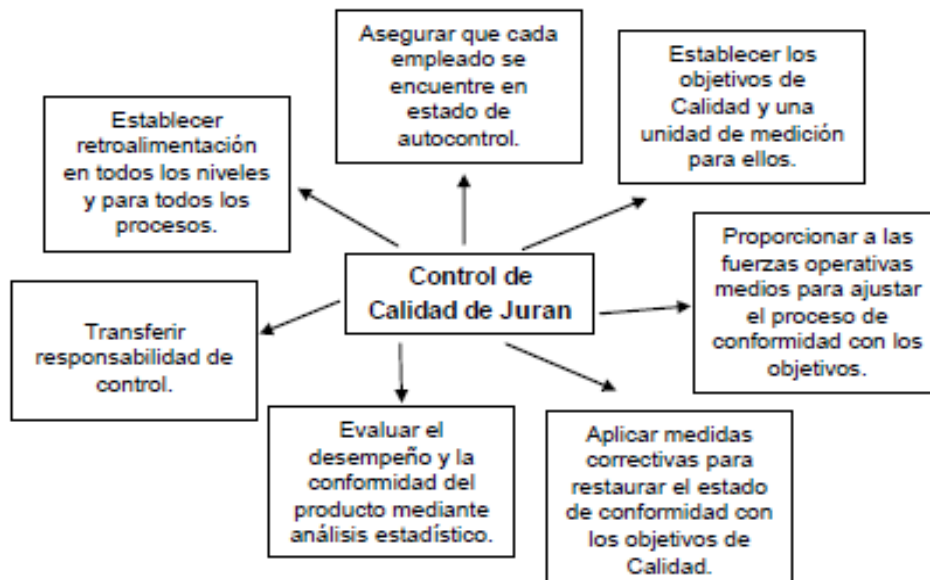 Asegurar que cada
empleado se
encuentre en
estado de
autocontrol.
Establecer los
objetivos de
Calidad y una
unidad de medición
para ellos.
Establecer
retroalimentación
en todos los niveles
y para todos los
procesos.
Proporcionar a las
fuerzas operativas
medios para ajustar
el proceso de
conformidad con los
objetivos.
Control de
Calidad de Juran
Transferir
responsabilidad de
control.
Evaluar el
desempeño y la
conformidad del
producto mediante
análisis estadístico.
Aplicar medidas
correctivas para
restaurar el estado
de conformidad con
los objetivos de
Calidad.